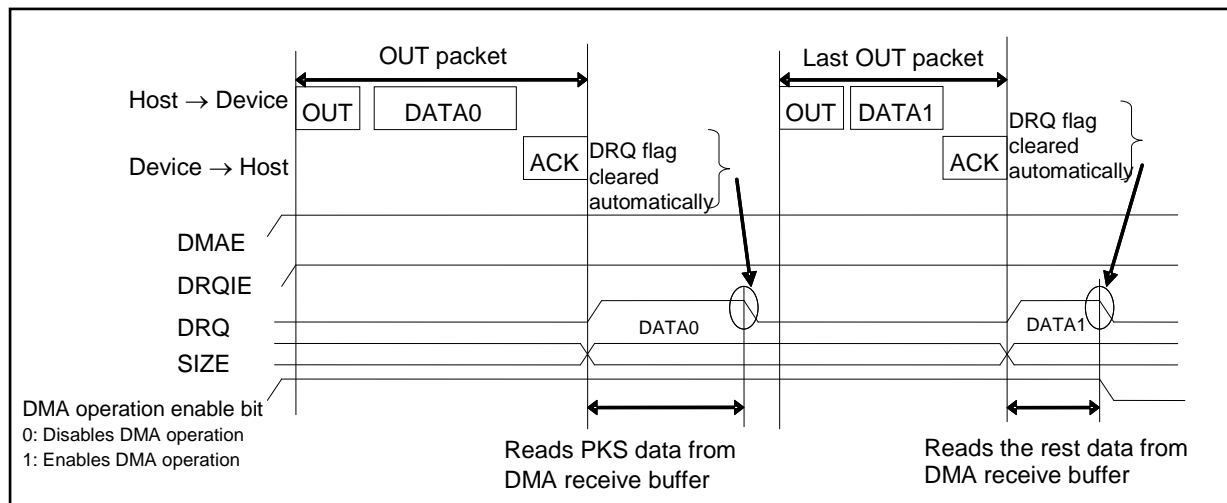 OUT packet
Last OUT packet
Host → Device
OUT
DATA0
OUT
DATA1
Device → Host
ACK
DRQ flag
cleared
automatically
ACK
DRQ flag
cleared
automatically
DMAE
DRQIE
DRQ
DATA0
DATA1
SIZE
DMA operation enable bit
0: Disables DMA operation
1: Enables DMA operation
Reads PKS data from
DMA receive buffer
Reads the rest data from
DMA receive buffer